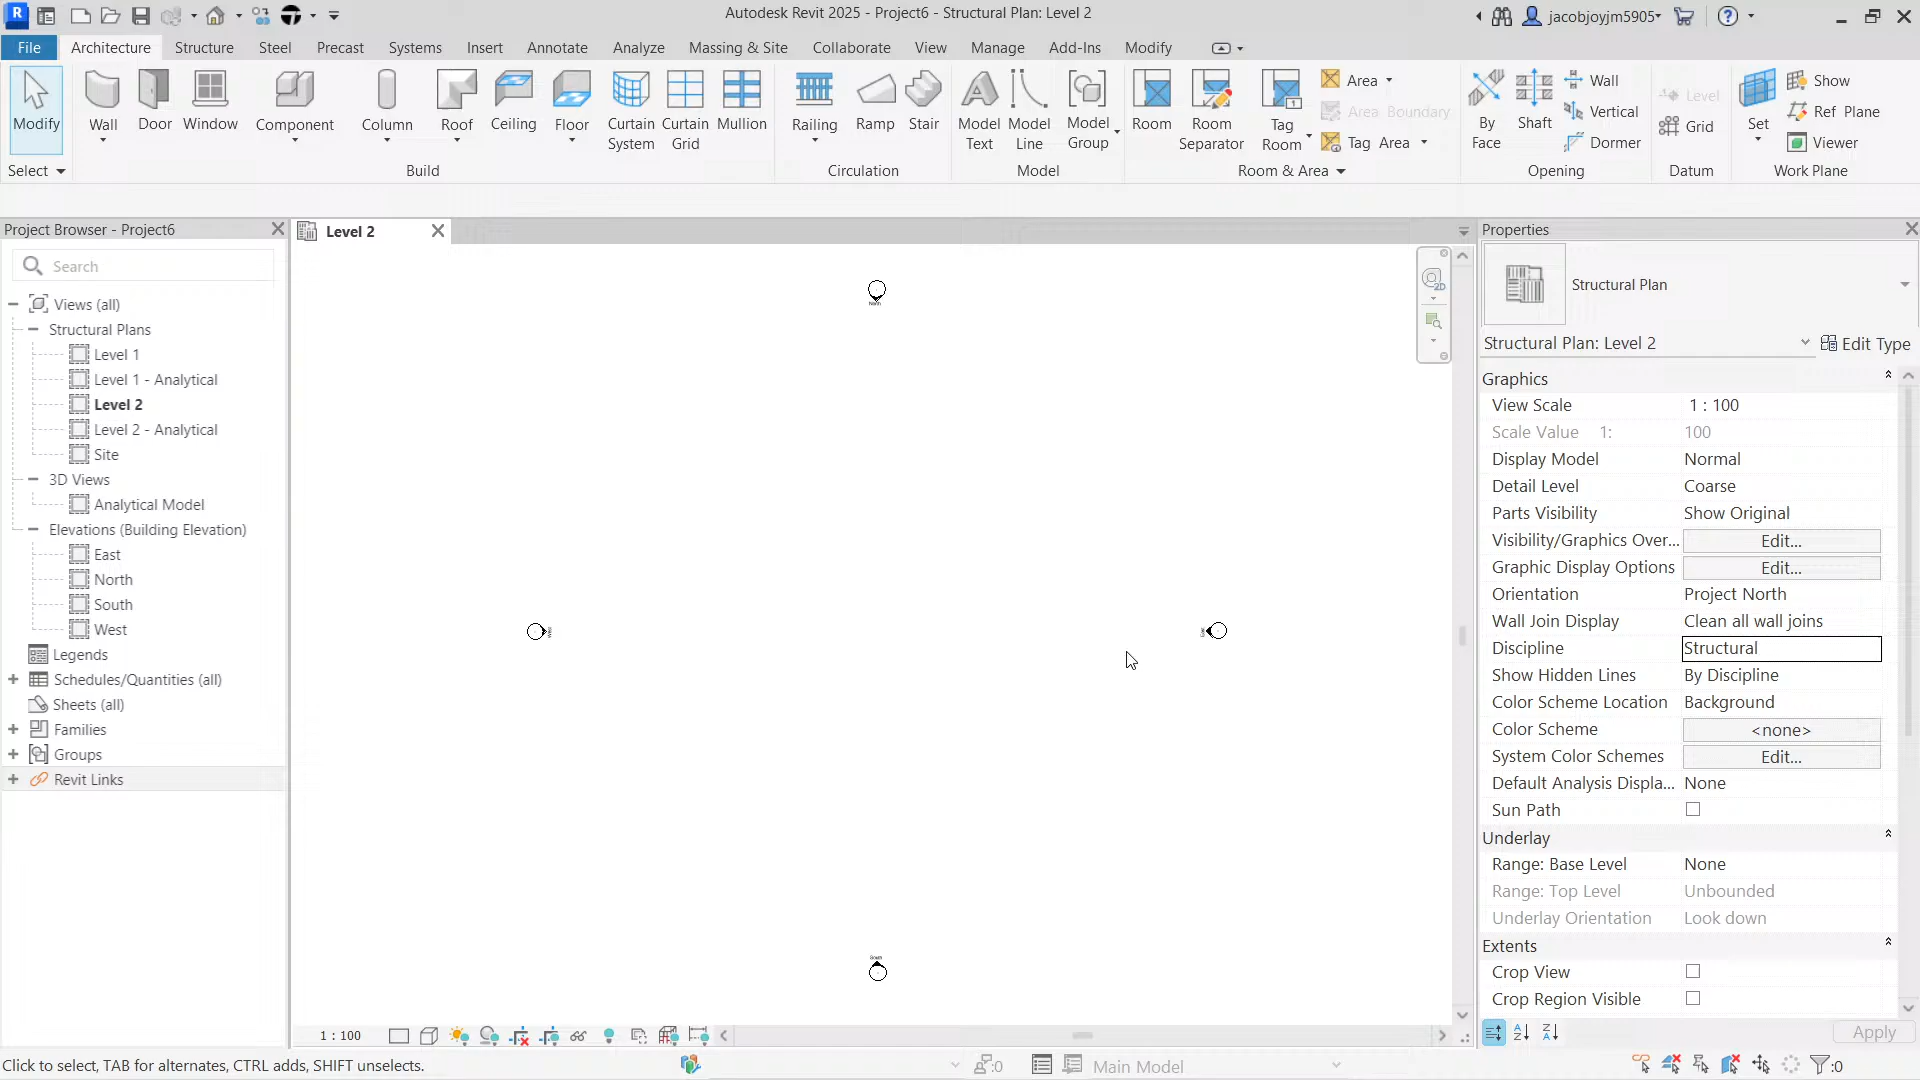 Autodesk Revit 2025 - Project6 - Structural Plan: Level 2
jacobjoyjm5905
File
Architecture
Structure
Steel
Precast
Systems
Insert
Annotate
Analyze
Massing & Site
Collaborate
View
Manage
Add-Ins
Modify
Modify
Wall
Door
Window
Component
Column
Roof
Ceiling
Floor
Curtain System
Curtain Grid
Mullion
Railing
Ramp
Stair
Model Text
Model Line
Model Group
Room
Room Separator
Tag Room
Area
Area Boundary
Tag Area
By Face
Shaft
Wall
Vertical
Dormer
Level
Grid
Set
Show
Ref Plane
Viewer
Select
Build
Circulation
Model
Room & Area
Opening
Datum
Work Plane
Project Browser - Project6
Search
Views (all)
Structural Plans
Level 1
Level 1 - Analytical
Level 2
Level 2 - Analytical
Site
3D Views
Analytical Model
Elevations (Building Elevation)
East
North
South
West
Legends
Schedules/Quantities (all)
Sheets (all)
Families
Groups
Revit Links
Level 2
2D
Properties
Structural Plan
Structural Plan: Level 2
Edit Type
Graphics
View Scale 1 : 100
Scale Value 1: 100
Display Model Normal
Detail Level Coarse
Parts Visibility Show Original
Visibility/Graphics Over... Edit...
Graphic Display Options Edit...
Orientation Project North
Wall Join Display Clean all wall joins
Discipline Structural
Show Hidden Lines By Discipline
Color Scheme Location Background
Color Scheme <none>
System Color Schemes Edit...
Default Analysis Displa... None
Sun Path
Underlay
Range: Base Level None
Range: Top Level Unbounded
Underlay Orientation Look down
Extents
Crop View
Crop Region Visible
Apply
1 : 100
Click to select, TAB for alternates, CTRL adds, SHIFT unselects.
:0
Main Model
:0